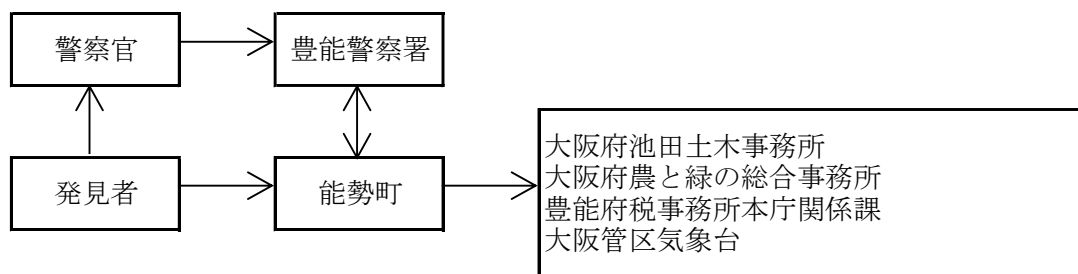 警察官
豊能警察署
発見者
能勢町
大阪府池田土木事務所
大阪府農と緑の総合事務所
豊能府税事務所本庁関係課
大阪管区気象台